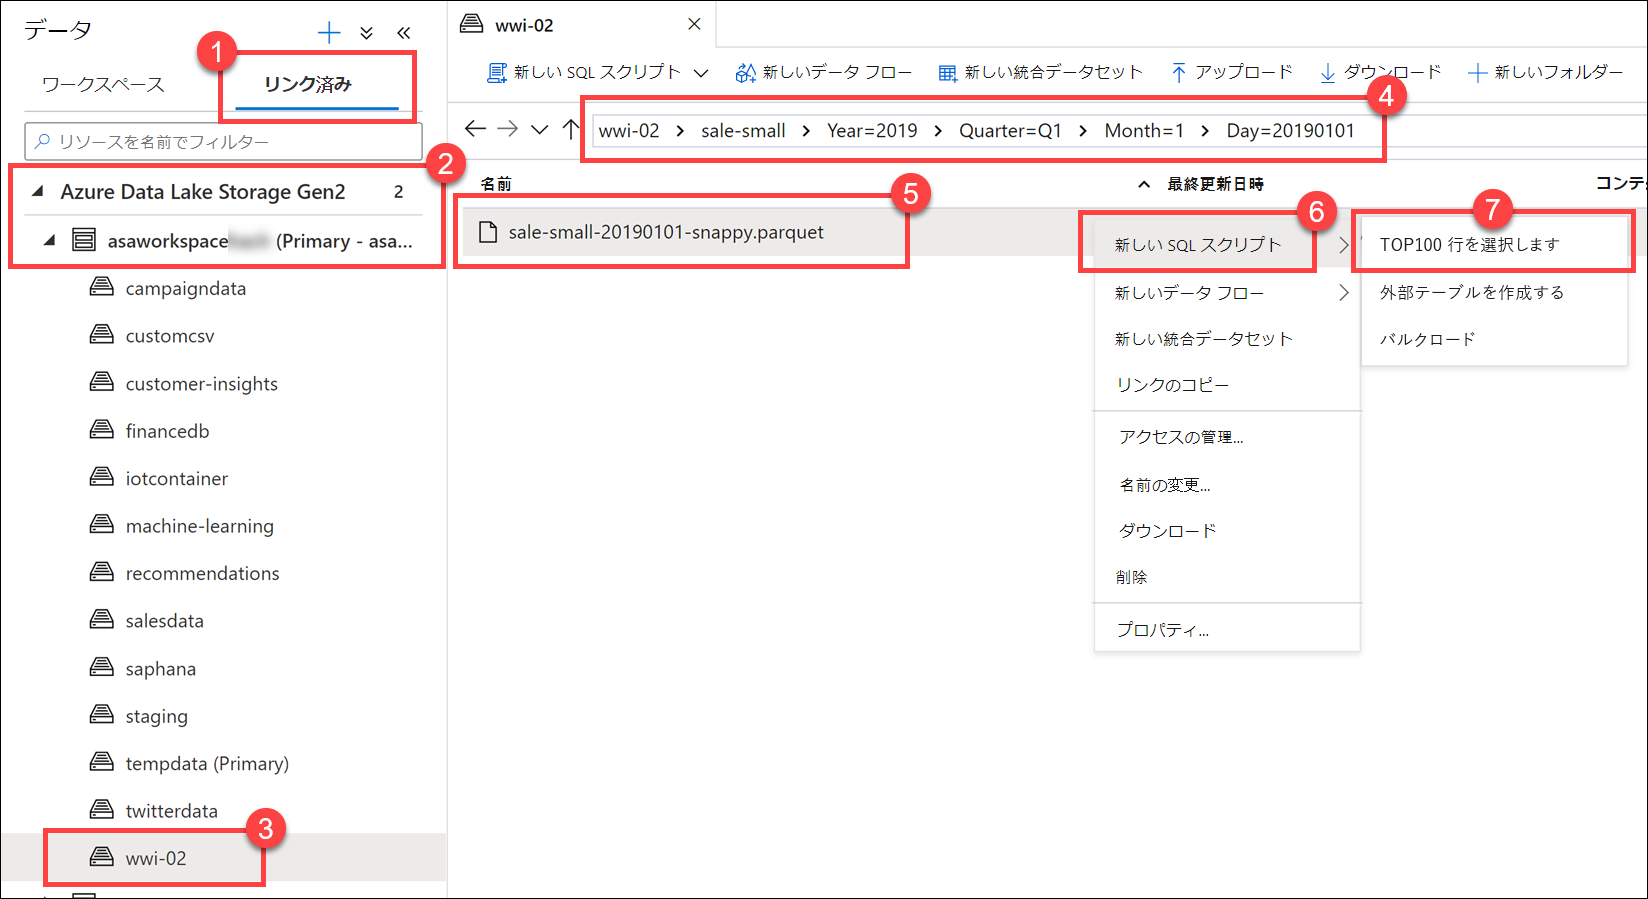 データ
1
ワークスペース
リンク済み
リソースを名前でフィルター
2
Azure Data Lake Storage Gen2 2
asaworkspace (Primary - asa...
campaigndata
customcsv
customer-insights
financedb
iotcontainer
machine-learning
recommendations
salesdata
saphana
staging
tempdata (Primary)
twitterdata
3
wwi-02
wwi-02
新しい SQL スクリプト
新しいデータ フロー
新しい統合データセット
アップロード
ダウンロード
新しいフォルダー
4
wwi-02 > sale-small > Year=2019 > Quarter=Q1 > Month=1 > Day=20190101
名前
最終更新日時
コンテ
5
sale-small-20190101-snappy.parquet
6
新しい SQL スクリプト
新しいデータ フロー
新しい統合データセット
リンクのコピー
アクセスの管理...
名前の変更...
ダウンロード
削除
プロパティ...
7
TOP100 行を選択します
外部テーブルを作成する
バルクロード